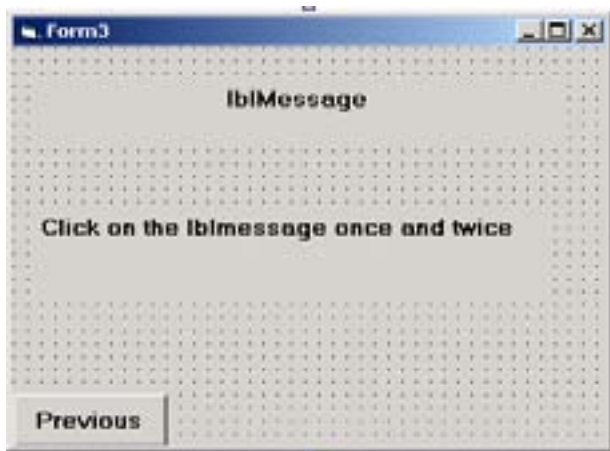 Form3
lblMessage
Click on the lblmessage once and twice
Previous